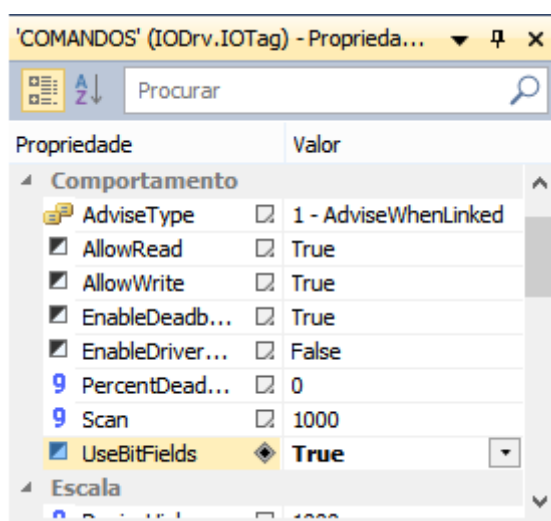 'COMANDOS' (IODrv.IOTag) - Proprieda...
Procurar
Propriedade Valor
Comportamento
AdviseType 1 - AdviseWhenLinked
AllowRead True
AllowWrite True
EnableDeadb... True
EnableDriver... False
PercentDead... 0
Scan 1000
UseBitFields True
Escala